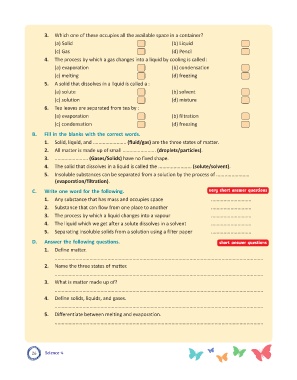 3. Which one of these occupies all the available space in a container?
(a) Solid (b) Liquid
(c) Gas (d) Pencil
4. The process by which a gas changes into a liquid by cooling is called:
(a) evaporation (b) condensation
(c) melting (d) freezing
5. A solid that dissolves in a liquid is called a :
(a) solute (b) solvent
(c) solution (d) mixture
6. Tea leaves are separated from tea by :
(a) evaporation (b) filtration
(c) condensation (d) freezing
B. Fill in the blanks with the correct words.
1. Solid, liquid, and .................. (fluid/gas) are the three states of matter.
2. All matter is made up of small .................. (droplets/particles).
3. .................. (Gases/Solids) have no fixed shape.
4. The solid that dissolves in a liquid is called the .................. (solute/solvent).
5. Insoluble substances can be separated from a solution by the process of ..................
(evaporation/filtration).
C. Write one word for the following. very short answer questions
1. Any substance that has mass and occupies space ..................
2. Substance that can flow from one place to another ..................
3. The process by which a liquid changes into a vapour ..................
4. The liquid which we get after a solute dissolves in a solvent ..................
5. Separating insoluble solids from a solution using a filter paper ..................
D. Answer the following questions. short answer questions
1. Define matter.
2. Name the three states of matter.
3. What is matter made up of?
4. Define solids, liquids, and gases.
5. Differentiate between melting and evaporation.
Science-4